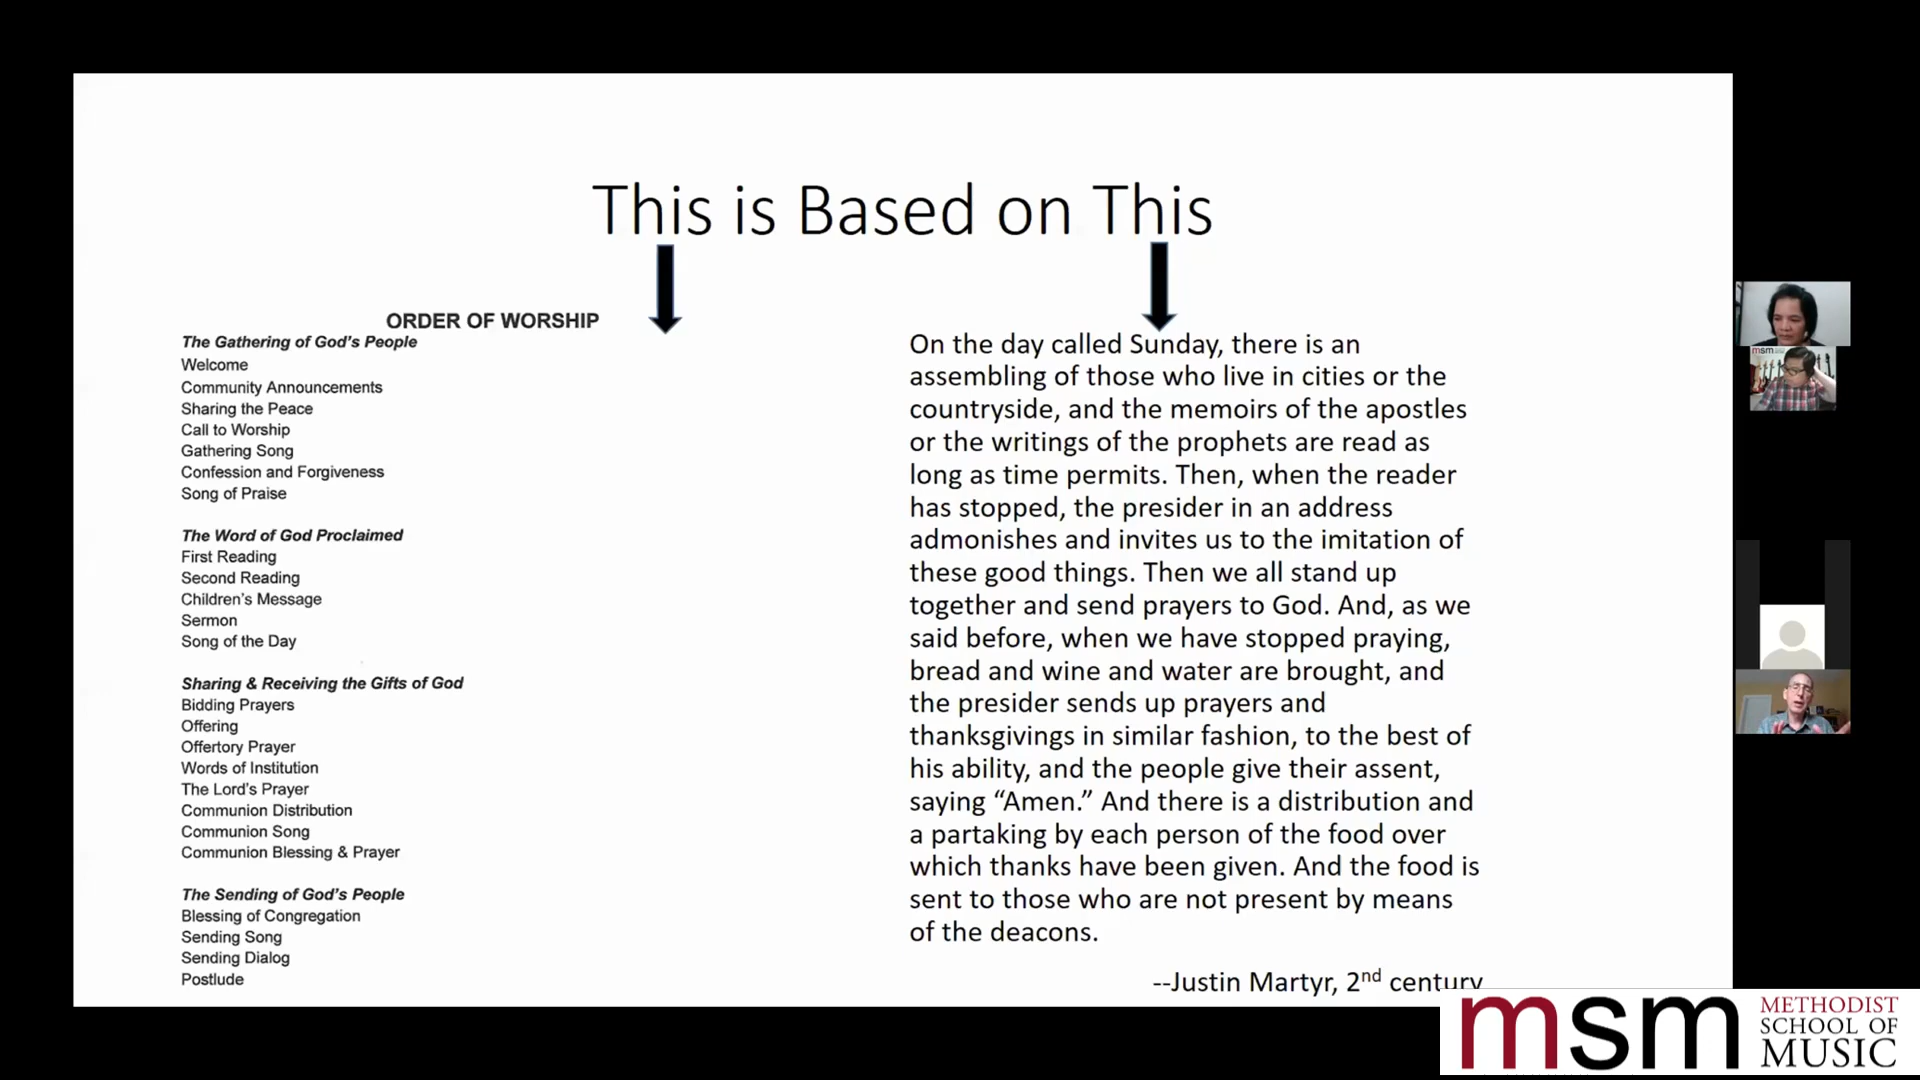 This is Based on This
ORDER OF WORSHIP
The Gathering of God's People
Welcome
Community Announcements
Sharing the Peace
Call to Worship
Gathering Song
Confession and Forgiveness
Song of Praise
The Word of God Proclaimed
First Reading
Second Reading
Children's Message
Sermon
Song of the Day
Sharing & Receiving the Gifts of God
Bidding Prayers
Offering
Offertory Prayer
Words of Institution
The Lord's Prayer
Communion Distribution
Communion Song
Communion Blessing & Prayer
The Sending of God's People
Blessing of Congregation
Sending Song
Sending Dialog
Postlude
On the day called Sunday, there is an
assembling of those who live in cities or the
countryside, and the memoirs of the apostles
or the writings of the prophets are read as
long as time permits. Then, when the reader
has stopped, the presider in an address
admonishes and invites us to the imitation of
these good things. Then we all stand up
together and send prayers to God. And, as we
said before, when we have stopped praying,
bread and wine and water are brought, and
the presider sends up prayers and
thanksgivings in similar fashion, to the best of
his ability, and the people give their assent,
saying “Amen.” And there is a distribution and
a partaking by each person of the food over
which thanks have been given. And the food is
sent to those who are not present by means
of the deacons.
--Justin Martyr, 2nd century
msm
msm
METHODIST
SCHOOL OF
MUSIC